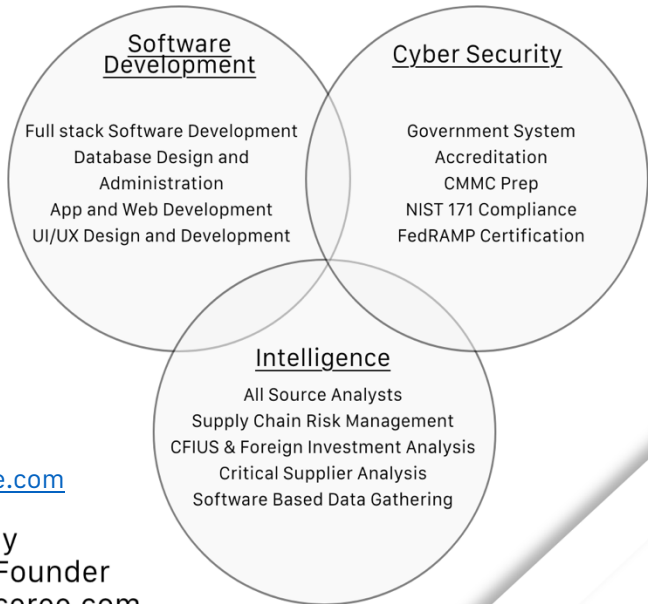 Software
Development
Full stack Software Development
Database Design and
Administration
App and Web Development
UI/UX Design and Development
Cyber Security
Government System
Accreditation
CMMC Prep
NIST 171 Compliance
FedRAMP Certification
Intelligence
All Source Analysts
Supply Chain Risk Management
CFIUS & Foreign Investment Analysis
Critical Supplier Analysis
Software Based Data Gathering
e.com
y
Founder